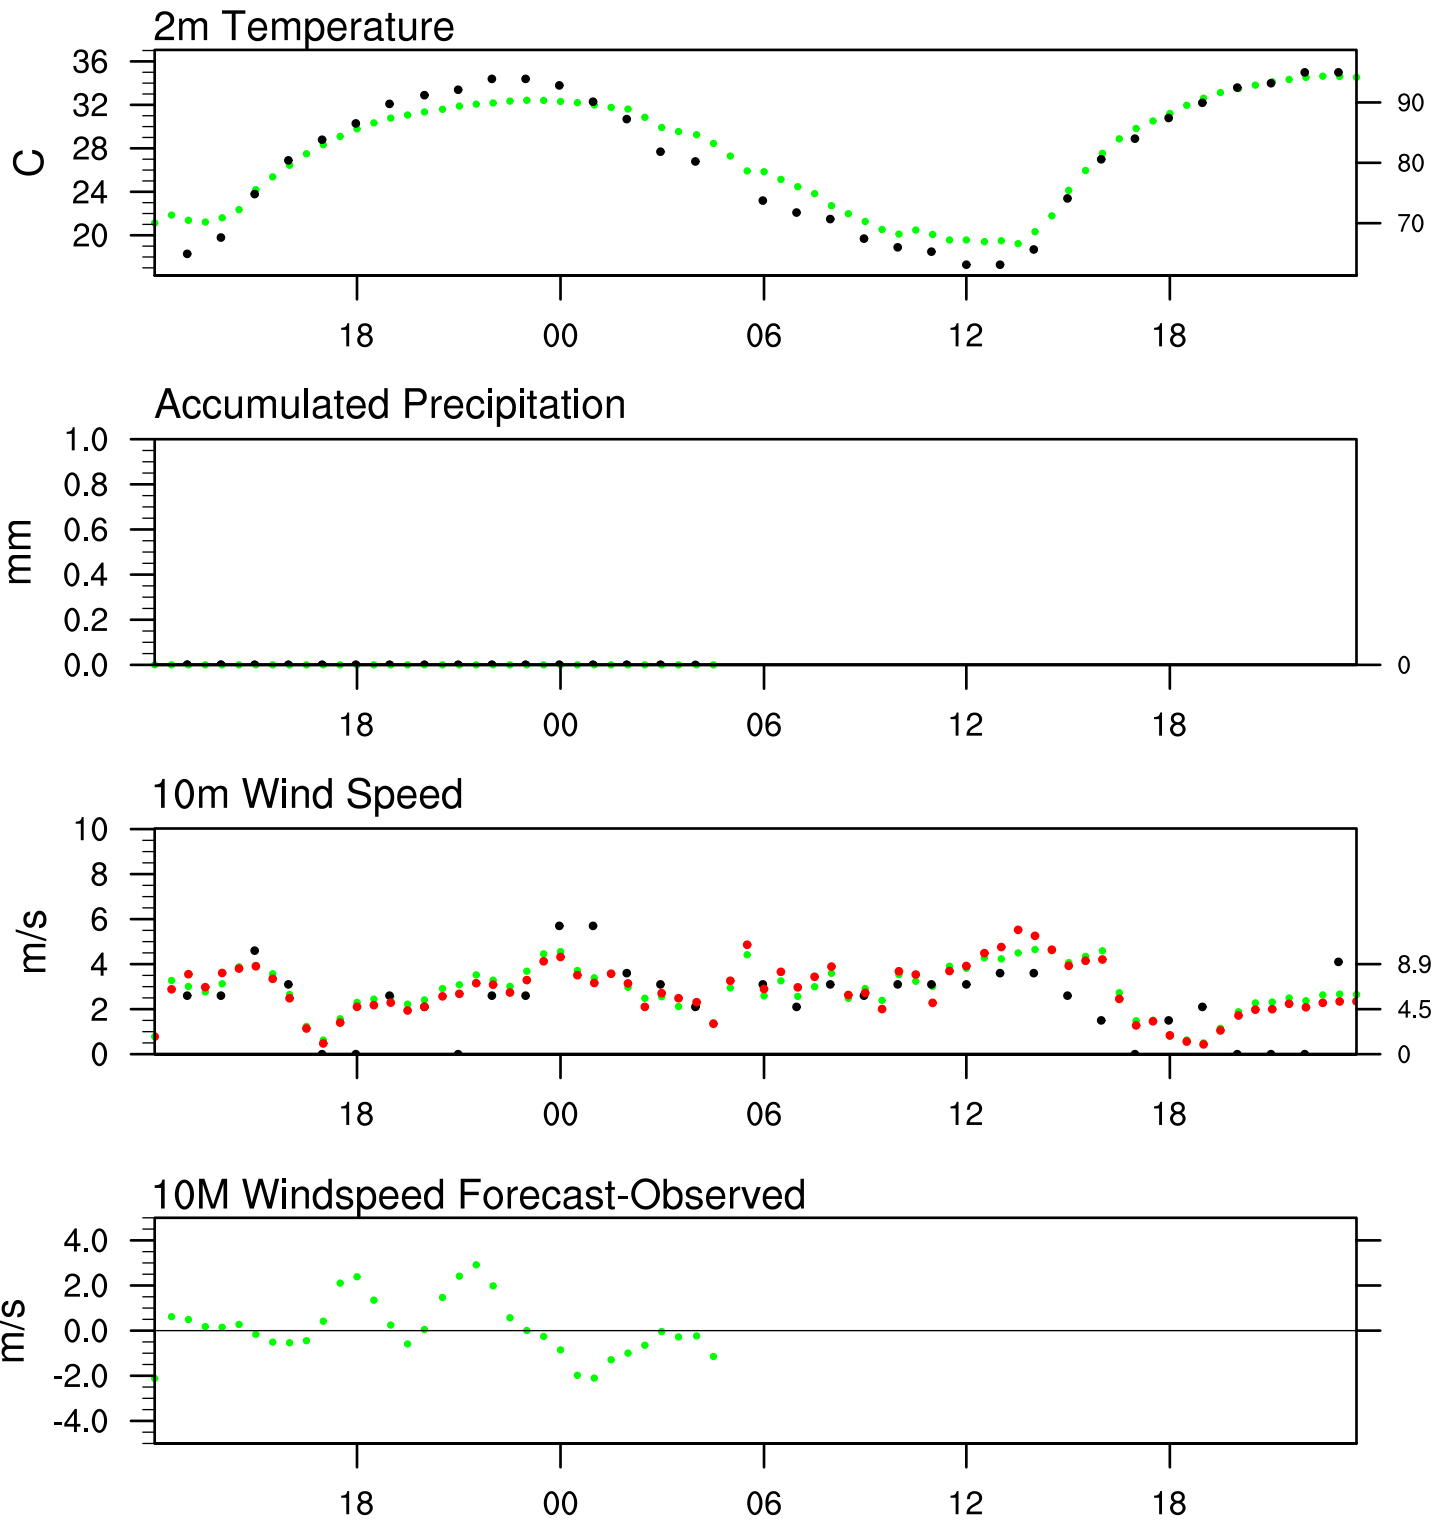 2m Temperature
C
36
32
28
24
20
90
80
70
18 00 06 12 18
Accumulated Precipitation
mm
1.0
0.8
0.6
0.4
0.2
0.0
0
18 00 06 12 18
10m Wind Speed
m/s
10
8
6
4
2
0
8.9
4.5
0
18 00 06 12 18
10M Windspeed Forecast-Observed
m/s
4.0
2.0
0.0
-2.0
-4.0
18 00 06 12 18